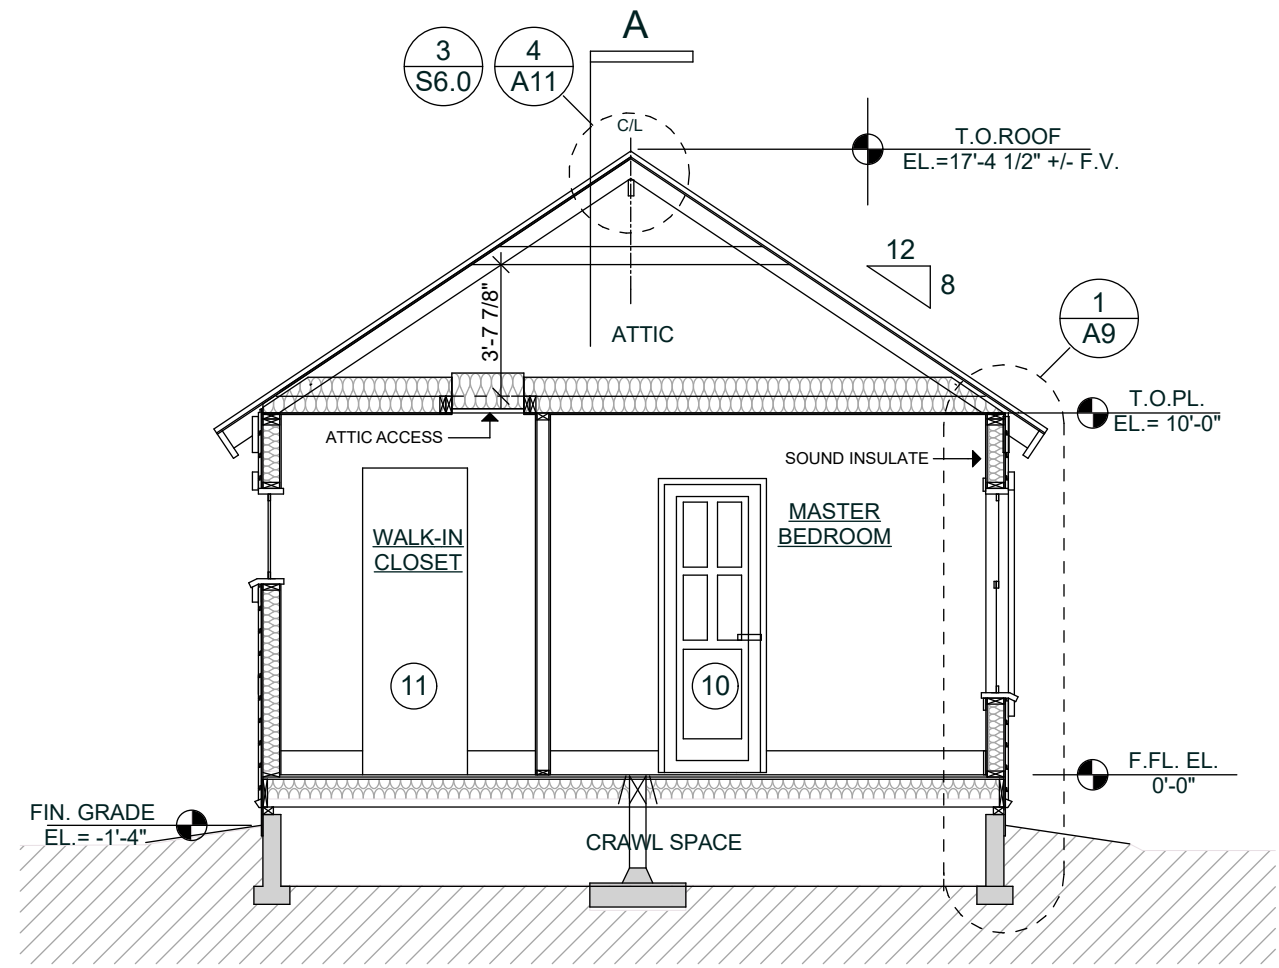 A
3
S6.0
4
A11
C/L
T.O.ROOF
EL.=17'-4 1/2" +/- F.V.
12
8
1
A9
3'-7 7/8"
ATTIC
T.O.PL.
EL.= 10'-0"
ATTIC ACCESS
SOUND INSULATE
WALK-IN
CLOSET
MASTER
BEDROOM
11
10
F.FL. EL.
0'-0"
FIN. GRADE
EL.= -1'-4"
CRAWL SPACE